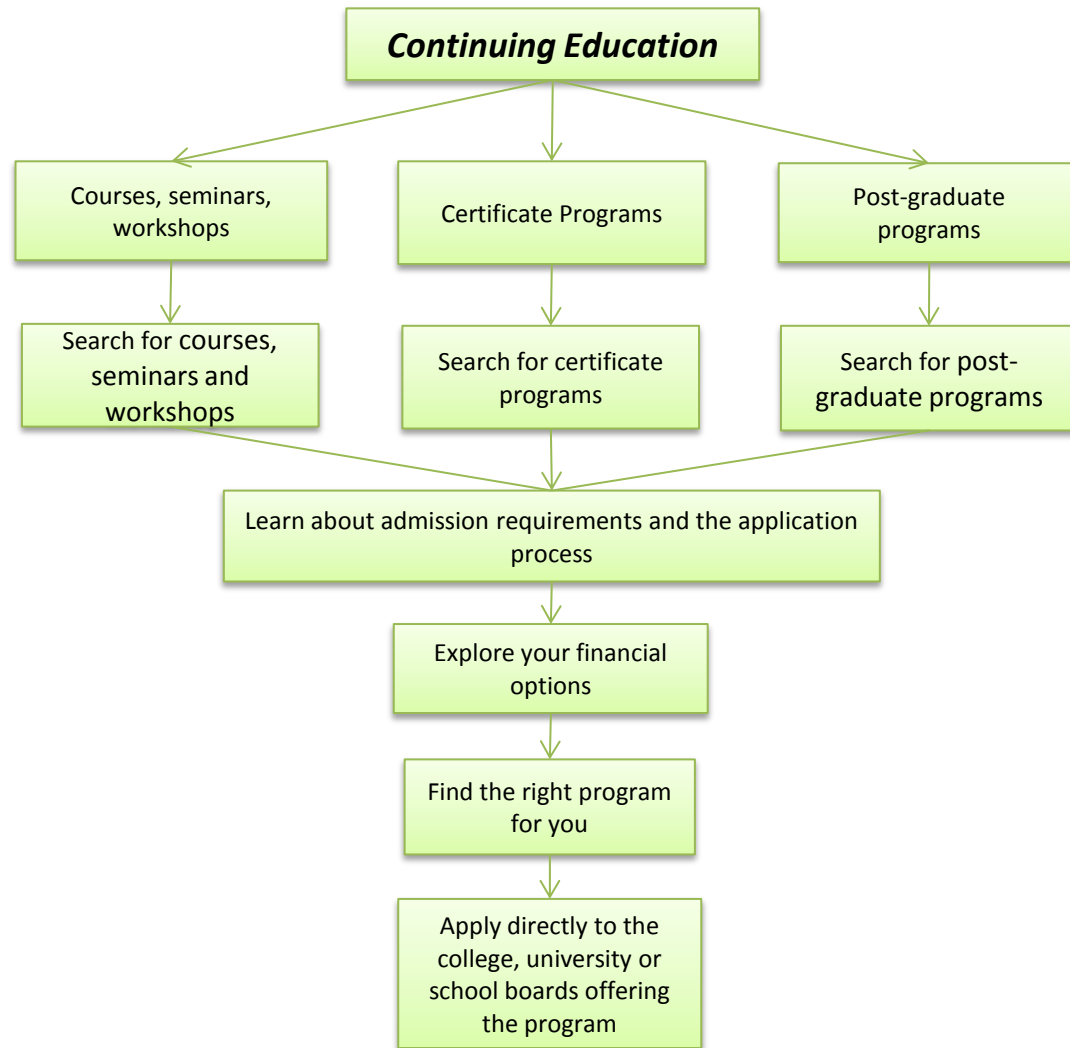 Continuing Education
Courses, seminars,
workshops
Certificate Programs
Post-graduate
programs
Search for courses,
seminars and
workshops
Search for certificate
programs
Search for post-
graduate programs
Learn about admission requirements and the application
process
Explore your financial
options
Find the right program
for you
Apply directly to the
college, university or
school boards offering
the program